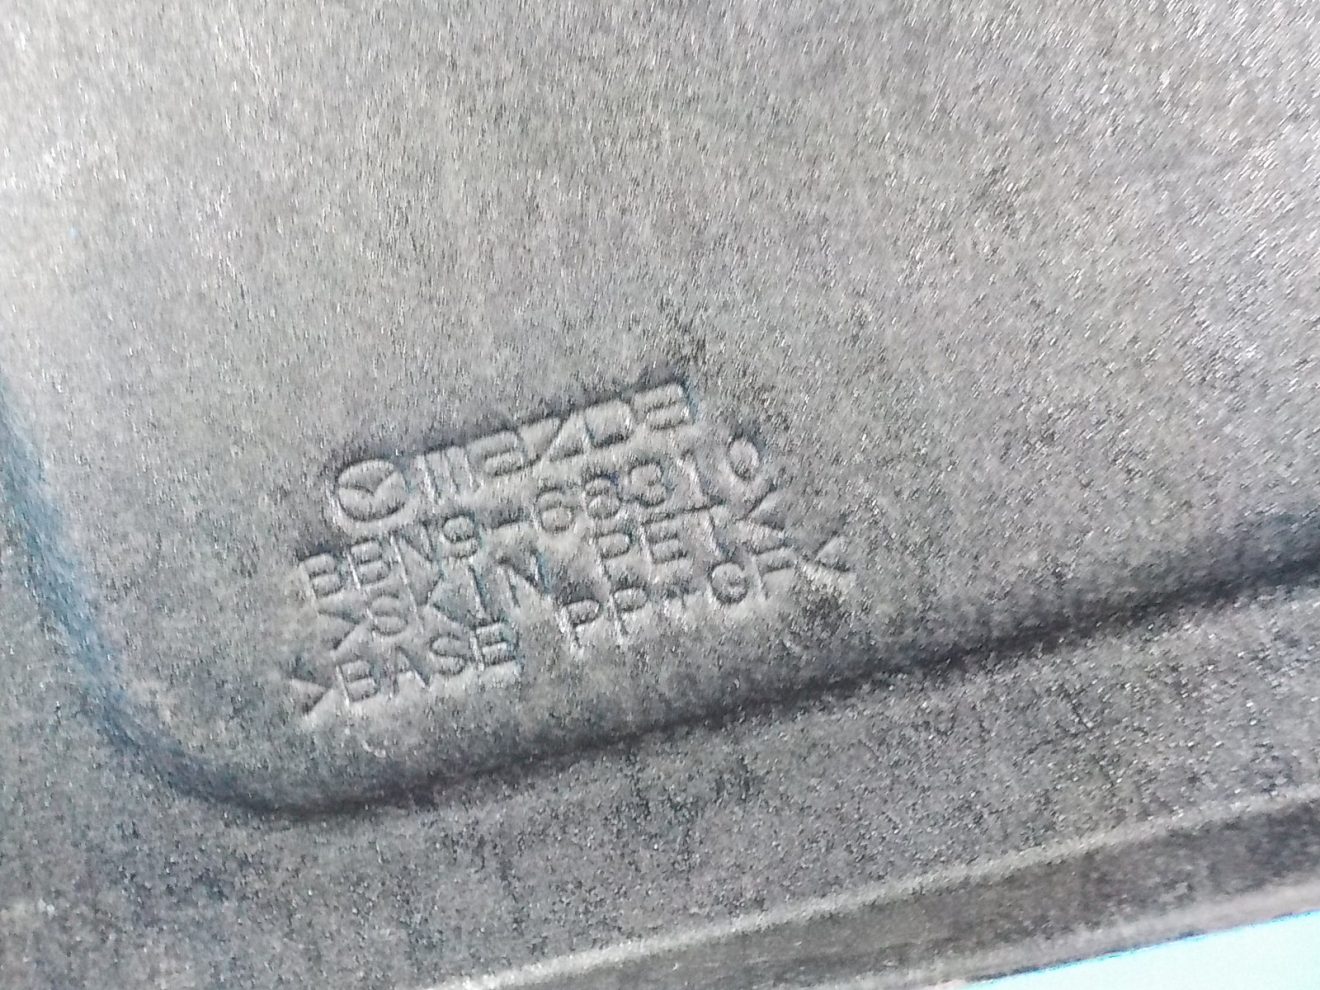 mazda
BBN9-68310
>SKIN PET<
>BASE PP+GF<